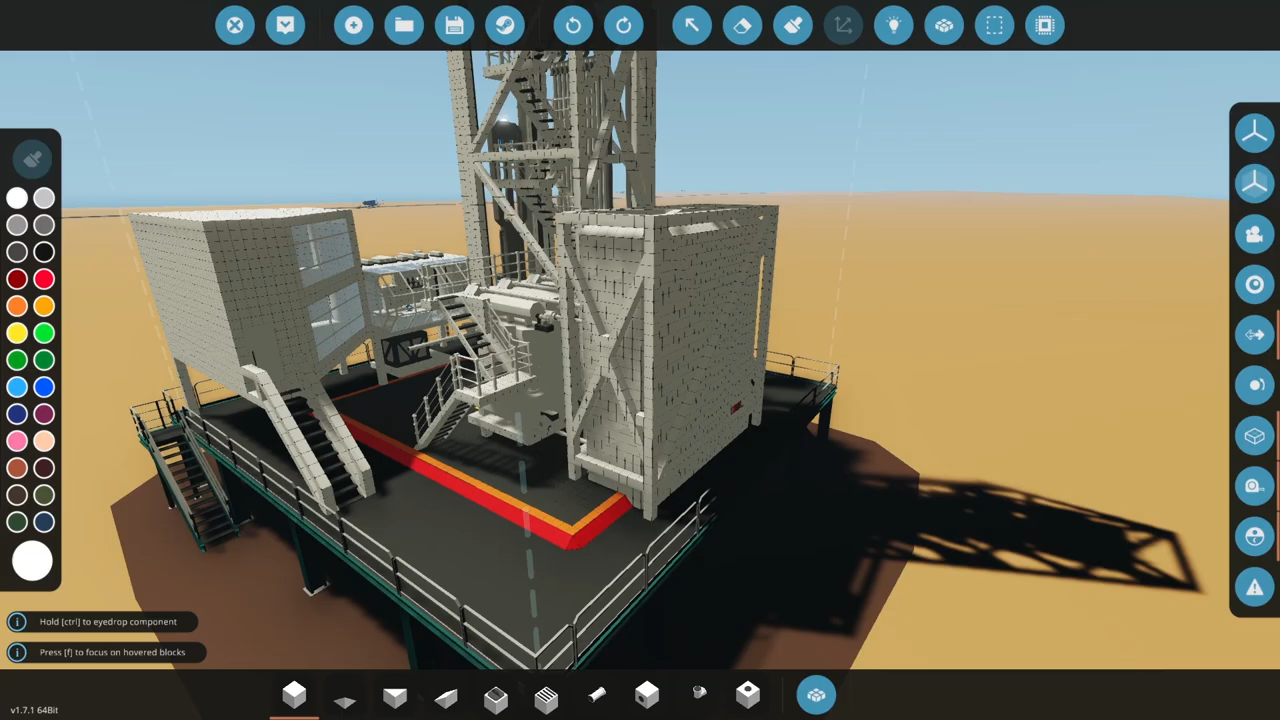 Hold [ctrl] to eyedrop component
Press [f] to focus on hovered blocks
v1.7.1 64Bit